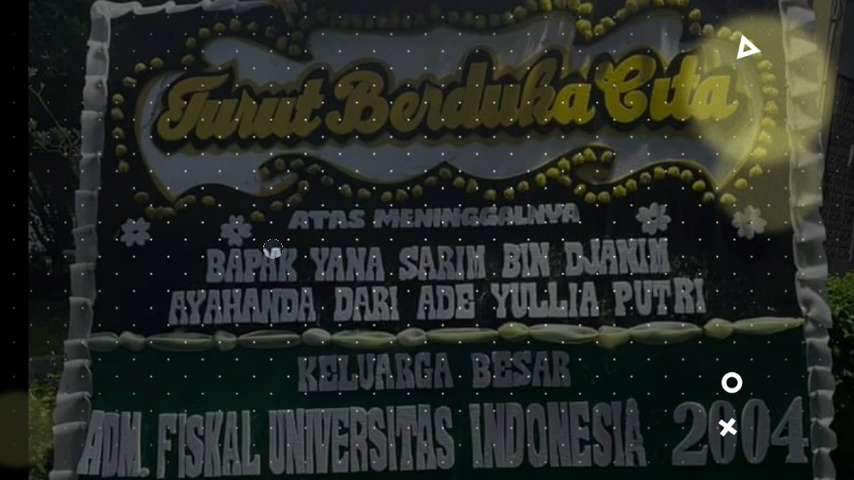 Turut Berduka Cita
ATAS MENINGGALNYA
BAPAK YANA SARIM BIN DJANIM
AYAHANDA DARI ADE YULLIA PUTRI
KELUARGA BESAR
ADM. FISKAL UNIVERSITAS INDONESIA 2004